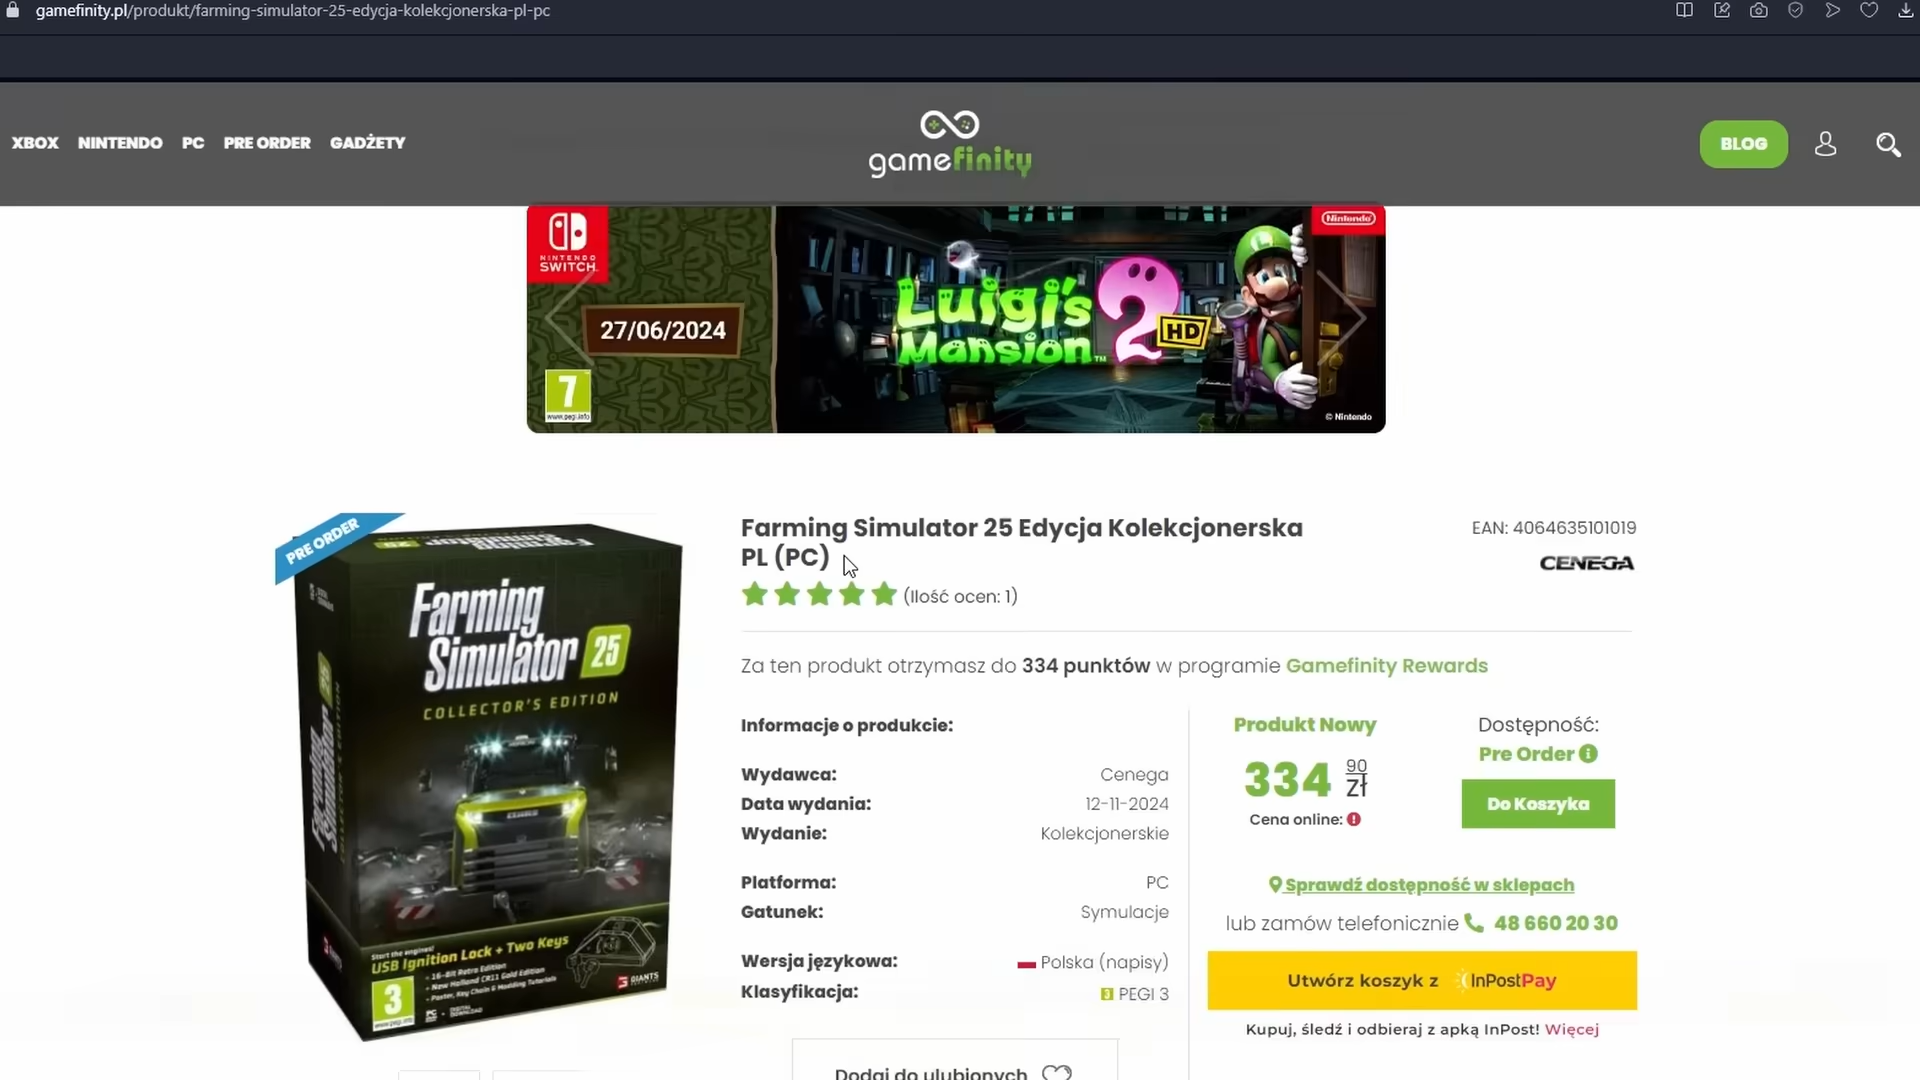 gamefinity.pl/produkt/farming-simulator-25-edycja-kolekcjonerska-pl-pc
XBOX NINTENDO PC PRE ORDER GADŻETY
gamefinity
BLOG
NINTENDO
SWITCH
27/06/2024
7
www.pegi.info
Luigi's
Mansion™ 2 HD
Nintendo
© Nintendo
PRE ORDER
Farming
Simulator 25
COLLECTOR'S EDITION
Start the engines!
USB Ignition Lock + Two Keys
- 16-Bit Retro Edition
- New Holland CR11 Gold Edition
- Poster, Key Chain & Modding Tutorials
3
www.pegi.info
GIANTS
Farming Simulator 25 Edycja Kolekcjonerska
PL (PC)
EAN: 4064635101019
CENEGA
(Ilość ocen: 1)
Za ten produkt otrzymasz do 334 punktów w programie Gamefinity Rewards
Informacje o produkcie:
Wydawca: Cenega
Data wydania: 12-11-2024
Wydanie: Kolekcjonerskie
Platforma: PC
Gatunek: Symulacje
Wersja językowa: Polska (napisy)
Klasyfikacja: 3 PEGI 3
Dodaj do ulubionych
Produkt Nowy
334 90 zł
Cena online:
Dostępność:
Pre Order
Do Koszyka
Sprawdź dostępność w sklepach
lub zamów telefonicznie 48 660 20 30
Utwórz koszyk z InPostPay
Kupuj, śledź i odbieraj z apką InPost! Więcej